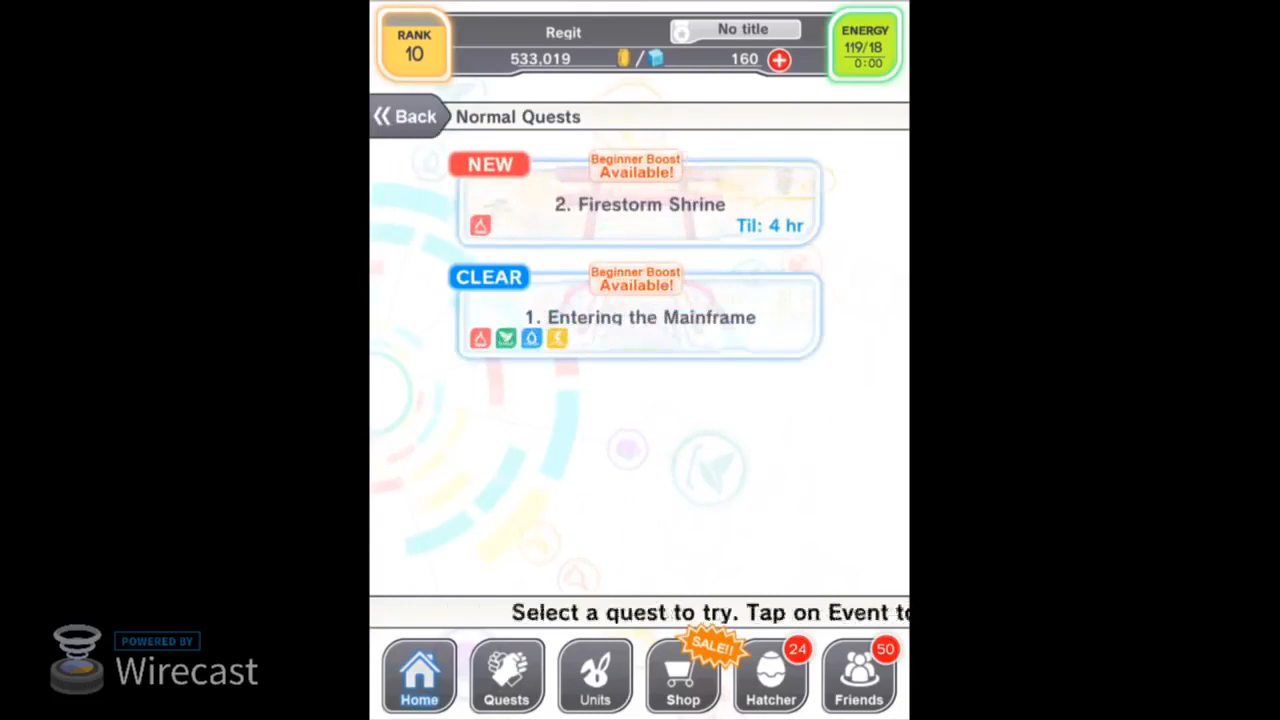 RANK
10
Regit
No title
533,019 / 160
ENERGY
119/18
0:00
Back
Normal Quests
NEW
Beginner Boost
Available!
2. Firestorm Shrine
Til: 4 hr
CLEAR
Beginner Boost
Available!
1. Entering the Mainframe
Select a quest to try. Tap on Event to
SALE!!
24
50
Home
Quests
Units
Shop
Hatcher
Friends
POWERED BY
Wirecast